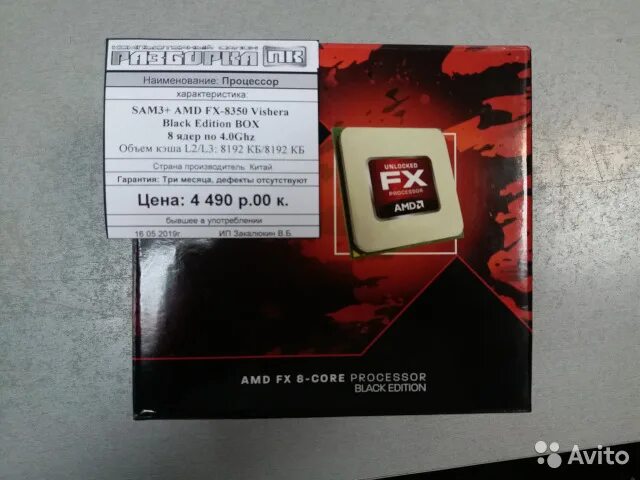 КОМПЬЮТЕРНЫЙ САЛОН
РАЗБИРКА ПК
Наименование: Процессор
характеристика:
SAM3+ AMD FX-8350 Vishera
Black Edition BOX
8 ядер по 4.0Ghz
Объем кэша L2/L3: 8192 КБ/8192 КБ
Страна производитель: Китай
Гарантия: Три месяца, дефекты отсутствуют
Цена: 4 490 р.00 к.
бывшее в употреблении
16.05.2019г. ИП Закалюкин В.Б.
UNLOCKED
FX
PROCESSOR
AMD
AMD FX 8-CORE PROCESSOR
BLACK EDITION
Avito